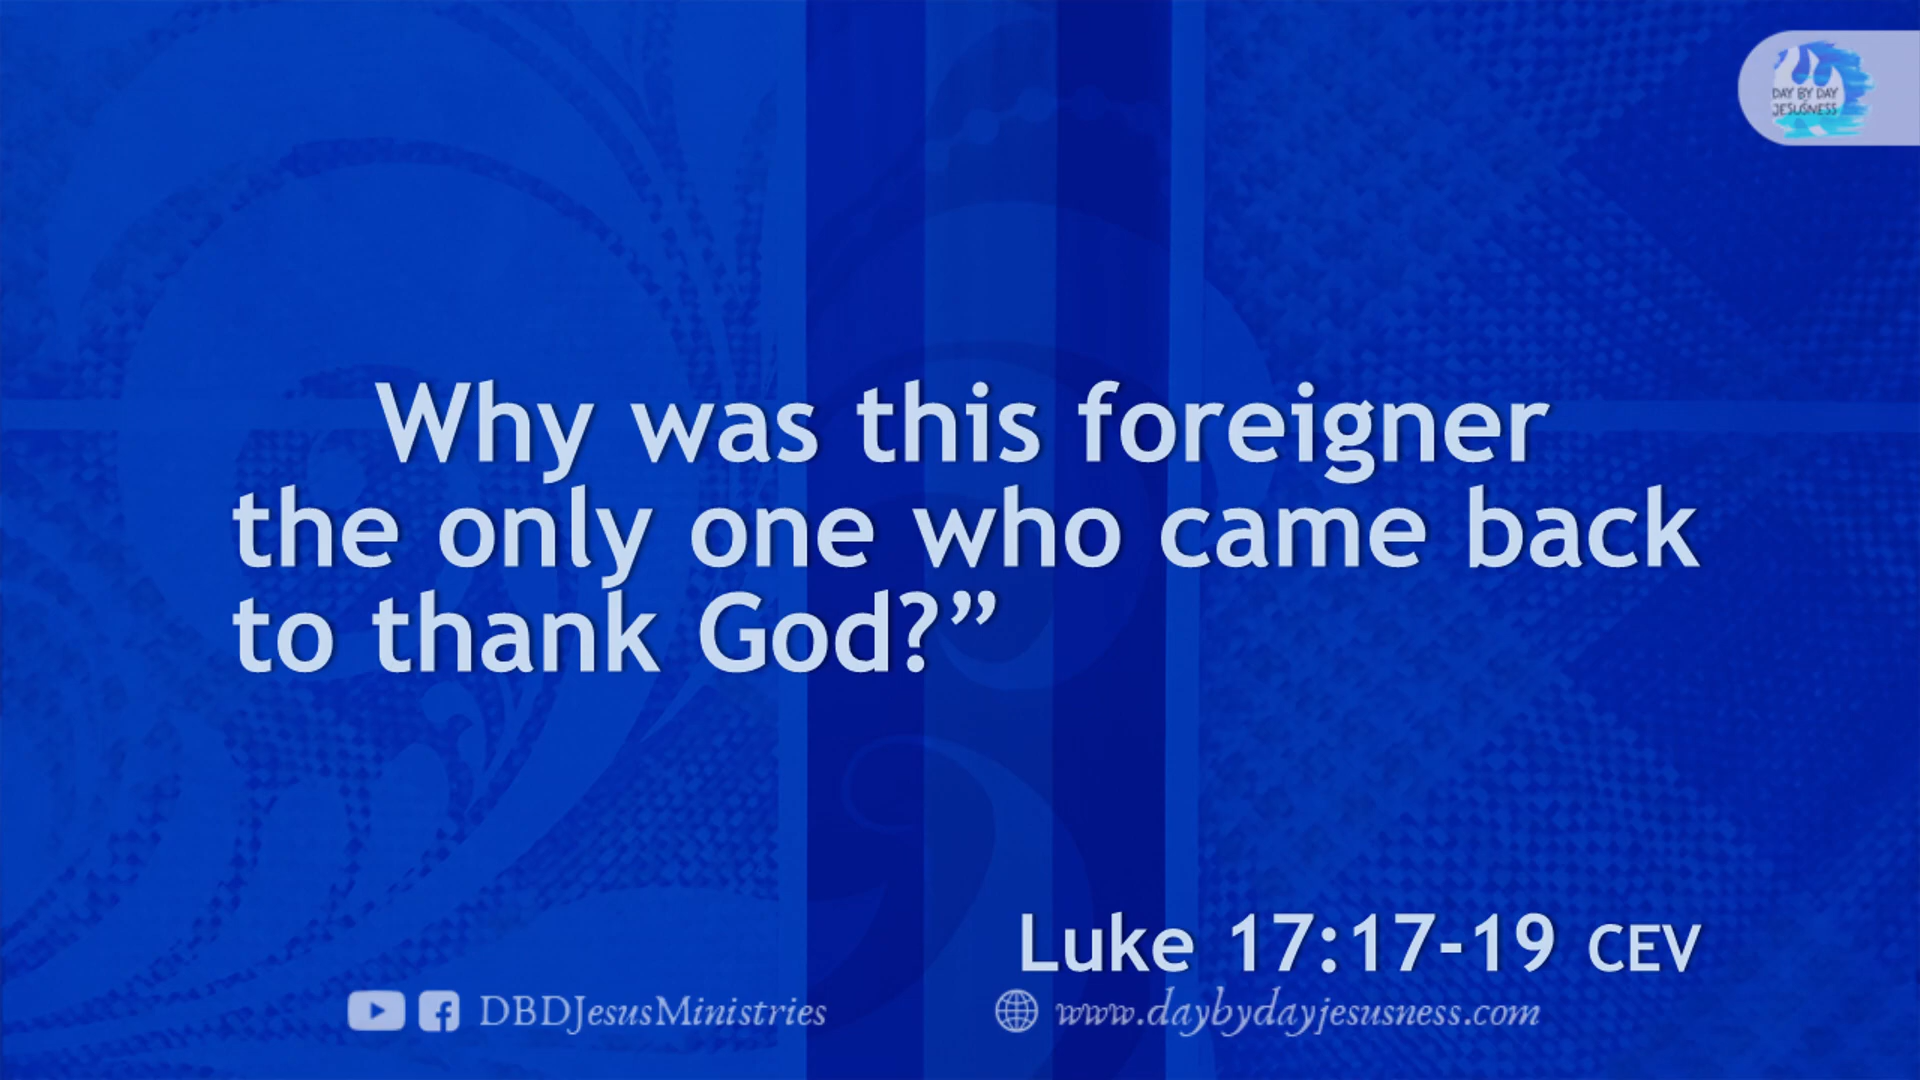 DAY BY DAY
JESUSNESS
Why was this foreigner
the only one who came back
to thank God?”
Luke 17:17-19 CEV
DBDJesusMinistries
www.daybydayjesusness.com